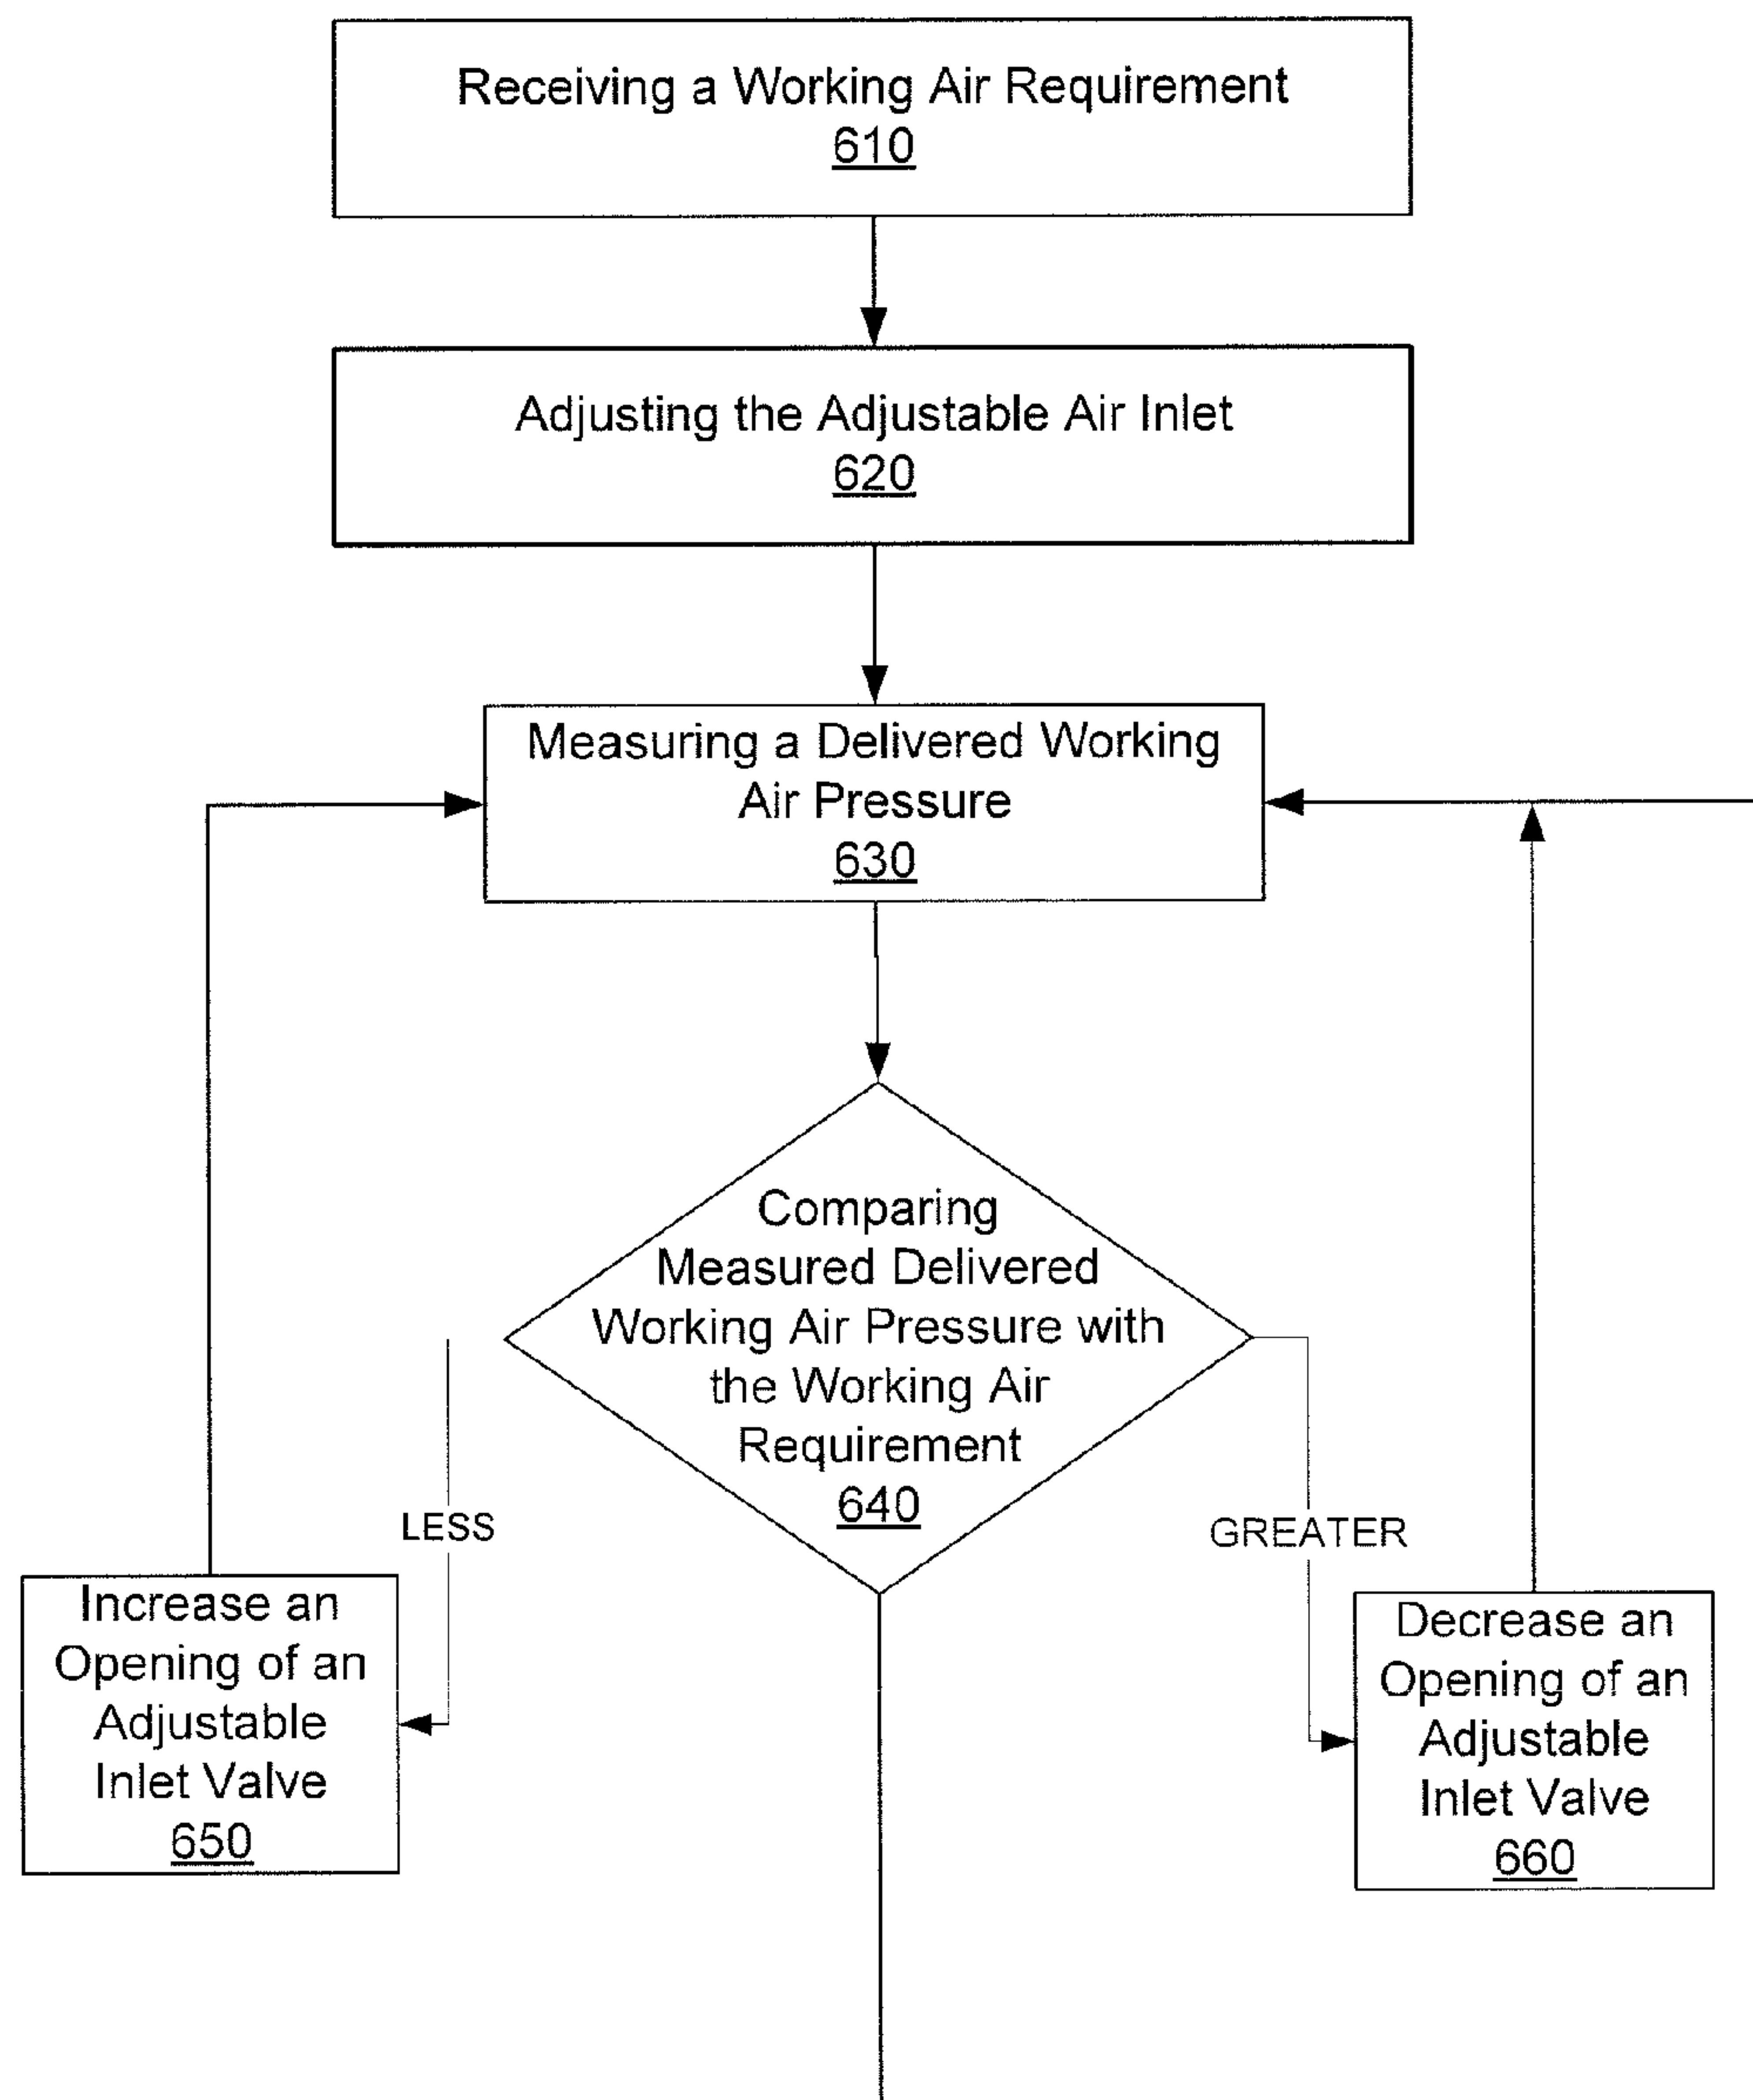 Receiving a Working Air Requirement
610
Adjusting the Adjustable Air Inlet
620
Measuring a Delivered Working
Air Pressure
630
Comparing
Measured Delivered
Working Air Pressure with
the Working Air
Requirement
640
LESS
GREATER
Increase an
Opening of an
Adjustable
Inlet Valve
650
Decrease an
Opening of an
Adjustable
Inlet Valve
660